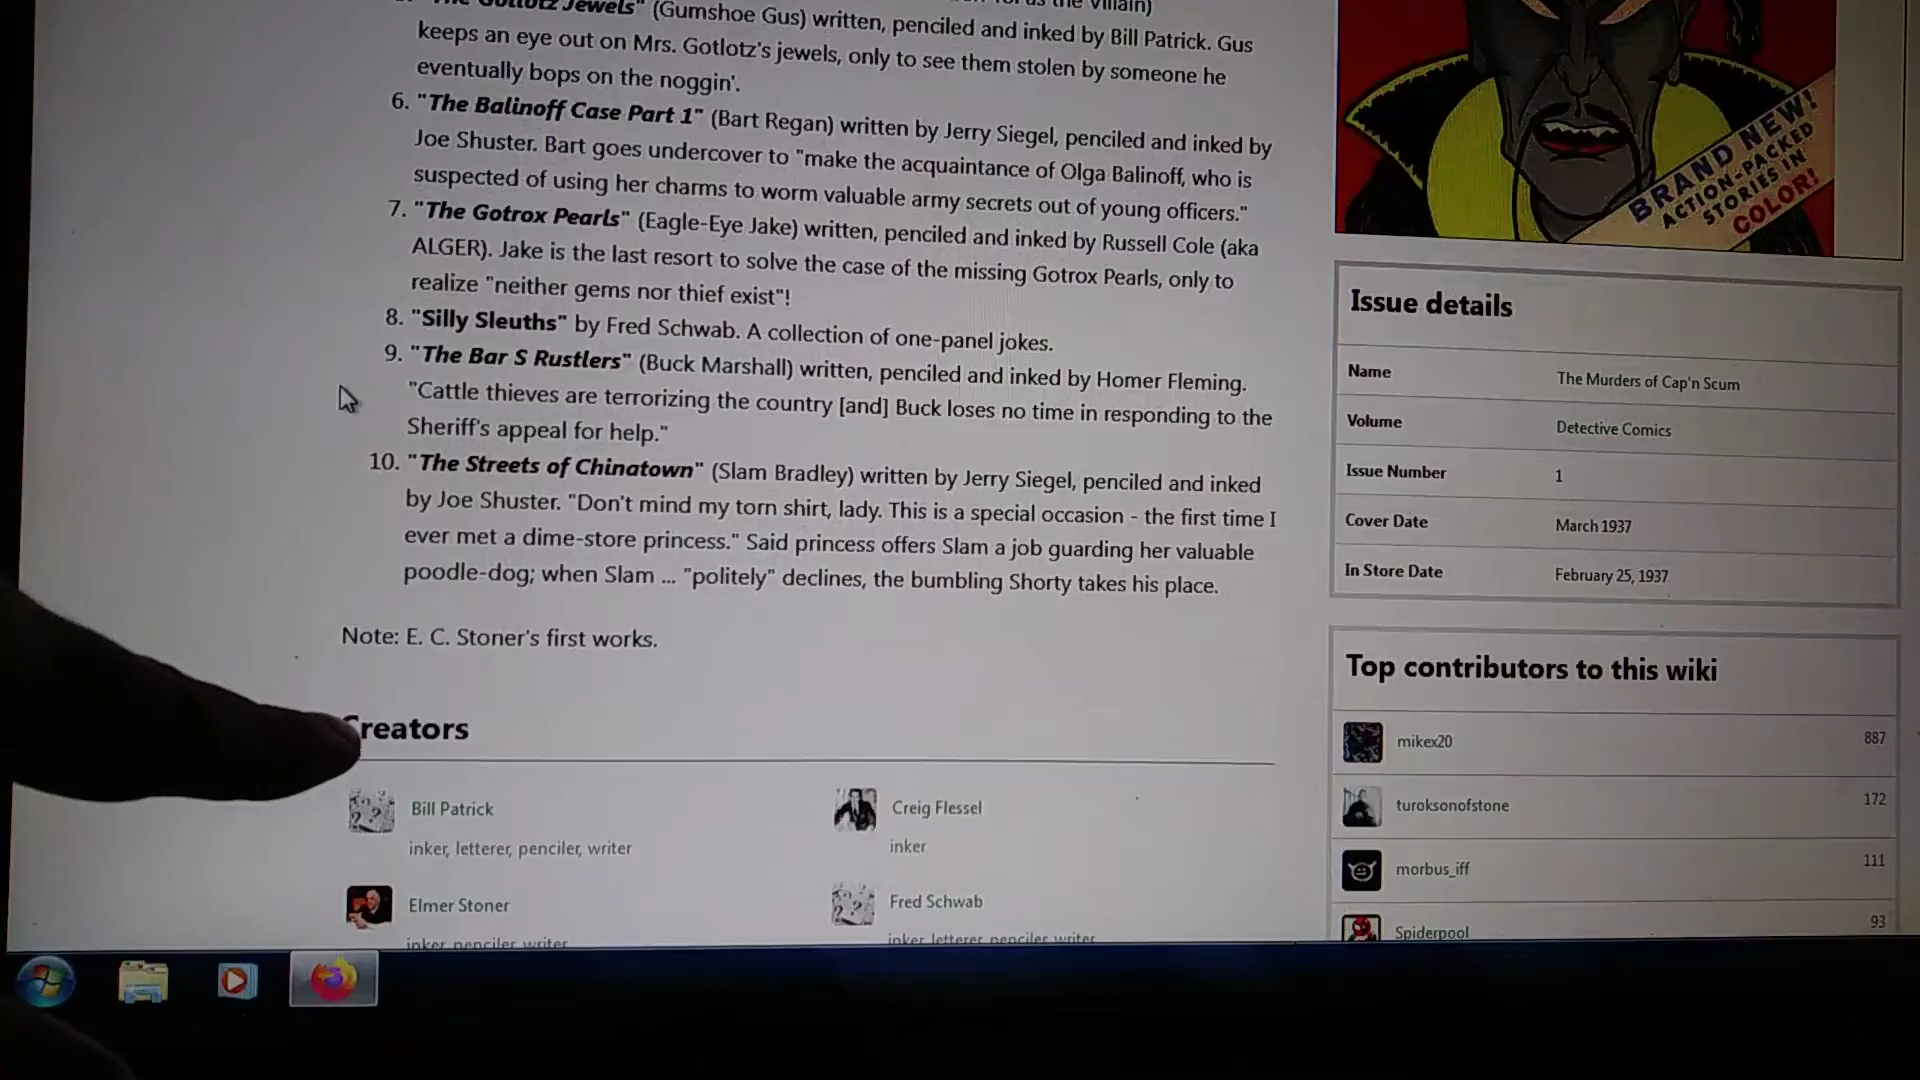 "The Gotlotz Jewels" (Gumshoe Gus) written, penciled and inked by Bill Patrick. Gus
keeps an eye out on Mrs. Gotlotz's jewels, only to see them stolen by someone he
eventually bops on the noggin'.
6. "The Balinoff Case Part 1" (Bart Regan) written by Jerry Siegel, penciled and inked by
Joe Shuster. Bart goes undercover to "make the acquaintance of Olga Balinoff, who is
suspected of using her charms to worm valuable army secrets out of young officers."
7. "The Gotrox Pearls" (Eagle-Eye Jake) written, penciled and inked by Russell Cole (aka
ALGER). Jake is the last resort to solve the case of the missing Gotrox Pearls, only to
realize "neither gems nor thief exist"!
8. "Silly Sleuths" by Fred Schwab. A collection of one-panel jokes.
9. "The Bar S Rustlers" (Buck Marshall) written, penciled and inked by Homer Fleming.
"Cattle thieves are terrorizing the country [and] Buck loses no time in responding to the
Sheriff's appeal for help."
10. "The Streets of Chinatown" (Slam Bradley) written by Jerry Siegel, penciled and inked
by Joe Shuster. "Don't mind my torn shirt, lady. This is a special occasion - the first time I
ever met a dime-store princess." Said princess offers Slam a job guarding her valuable
poodle-dog; when Slam ... "politely" declines, the bumbling Shorty takes his place.
Note: E. C. Stoner's first works.
Creators
Bill Patrick
inker, letterer, penciler, writer
Creig Flessel
inker
Elmer Stoner
inker, penciler, writer
Fred Schwab
inker, letterer, penciler, writer
BRAND NEW!
ACTION-PACKED
STORIES IN
COLOR!
Issue details
Name The Murders of Cap'n Scum
Volume Detective Comics
Issue Number 1
Cover Date March 1937
In Store Date February 25, 1937
Top contributors to this wiki
mikex20 887
turoksonofstone 172
morbus_iff 111
Spiderpool 93